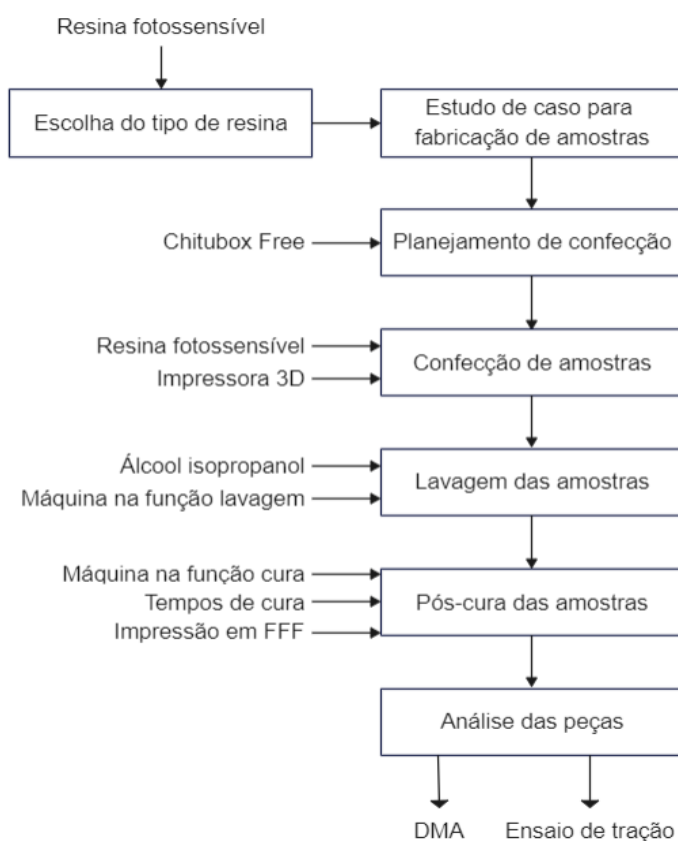 Resina fotossensível
Escolha do tipo de resina
Estudo de caso para
fabricação de amostras
Chitubox Free
Planejamento de confecção
Resina fotossensível
Impressora 3D
Confecção de amostras
Álcool isopropanol
Máquina na função lavagem
Lavagem das amostras
Máquina na função cura
Tempos de cura
Impressão em FFF
Pós-cura das amostras
Análise das peças
DMA
Ensaio de tração